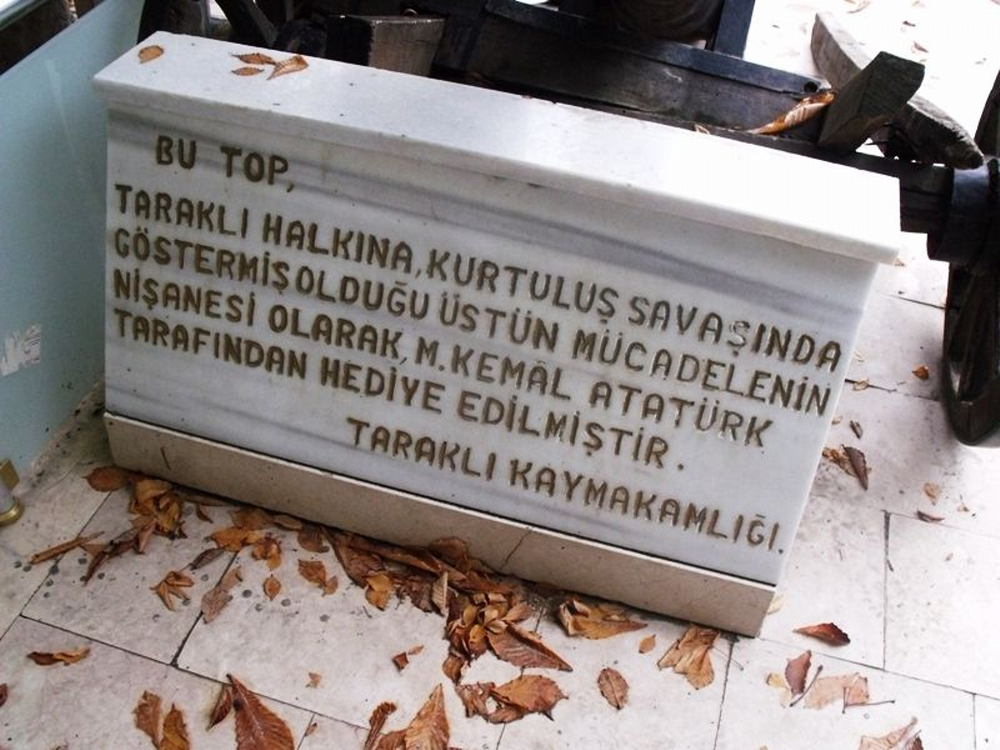 BU TOP,
TARAKLI HALKINA, KURTULUŞ SAVAŞINDA
GÖSTERMİŞ OLDUĞU ÜSTÜN MÜCADELENİN
NİŞANESİ OLARAK, M. KEMÂL ATATÜRK
TARAFINDAN HEDİYE EDİLMİŞTİR.
TARAKLI KAYMAKAMLIĞI.